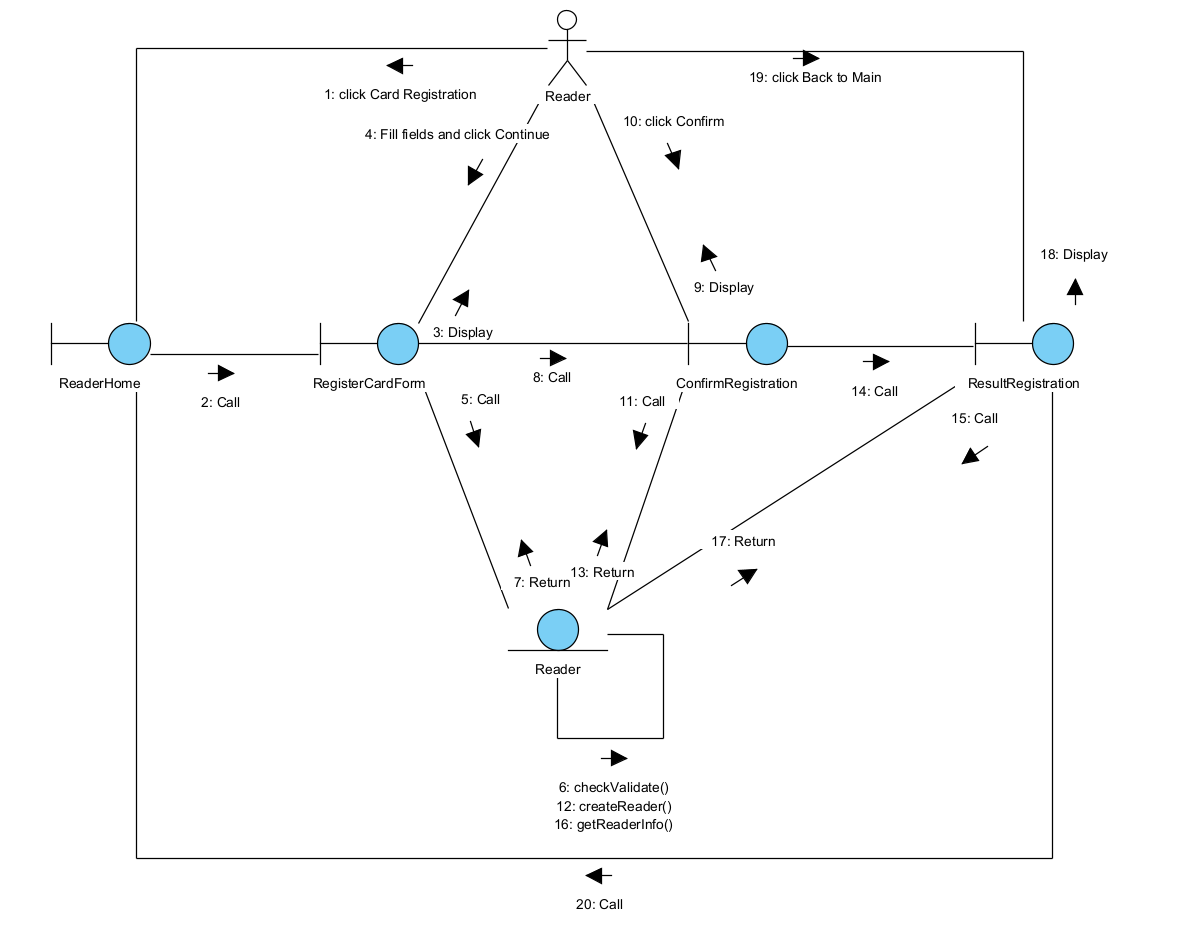 19: click Back to Main
1: click Card Registration
Reader
10: click Confirm
4: Fill fields and click Continue
18: Display
9: Display
3: Display
8: Call
ReaderHome
RegisterCardForm
ConfirmRegistration
ResultRegistration
2: Call
5: Call
11: Call
14: Call
15: Call
17: Return
7: Return
13: Return
Reader
6: checkValidate()
12: createReader()
16: getReaderInfo()
20: Call